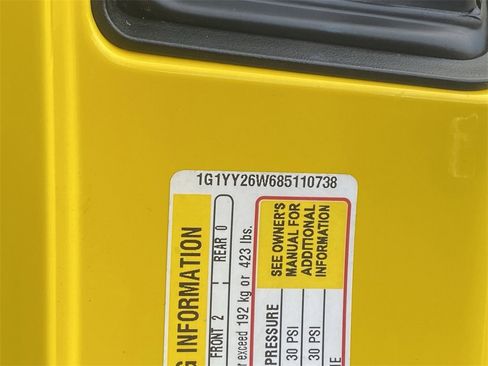 1G1YY26W685110738
G INFORMATION
FRONT 2 REAR 0
r exceed 192 kg or 423 lbs.
SEE OWNER'S
MANUAL FOR
ADDITIONAL
INFORMATION
PRESSURE
30 PSI
30 PSI